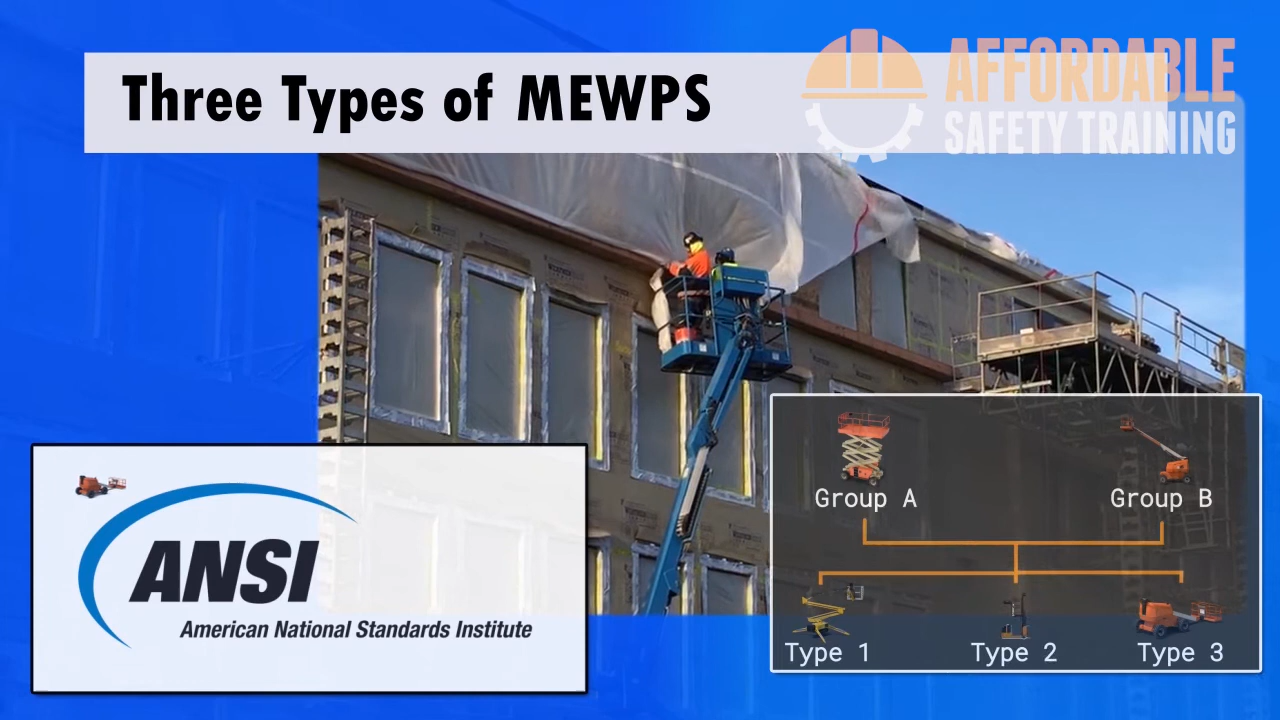 Three Types of MEWPS
AFFORDABLE
SAFETY TRAINING
Group A
Group B
ANSI
American National Standards Institute
Type 1
Type 2
Type 3